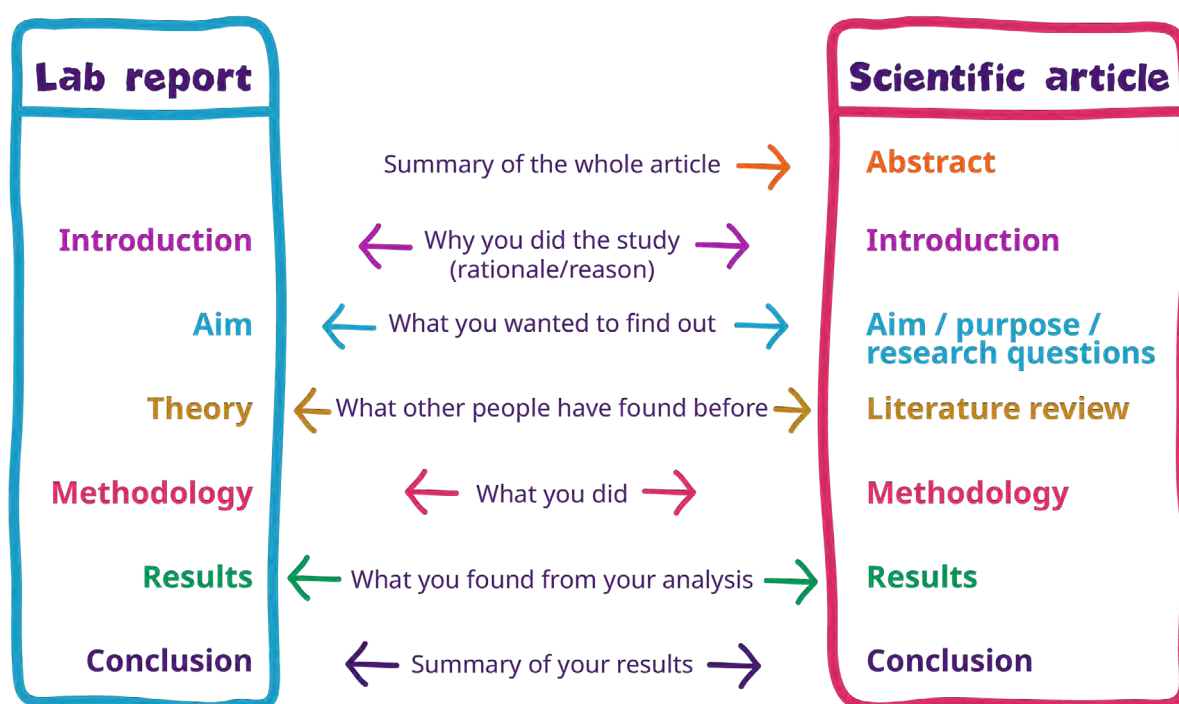 Lab report
Scientific article
Summary of the whole article
Abstract
Introduction
Why you did the study
(rationale/reason)
Introduction
Aim
What you wanted to find out
Aim / purpose /
research questions
Theory
What other people have found before
Literature review
Methodology
What you did
Methodology
Results
What you found from your analysis
Results
Conclusion
Summary of your results
Conclusion